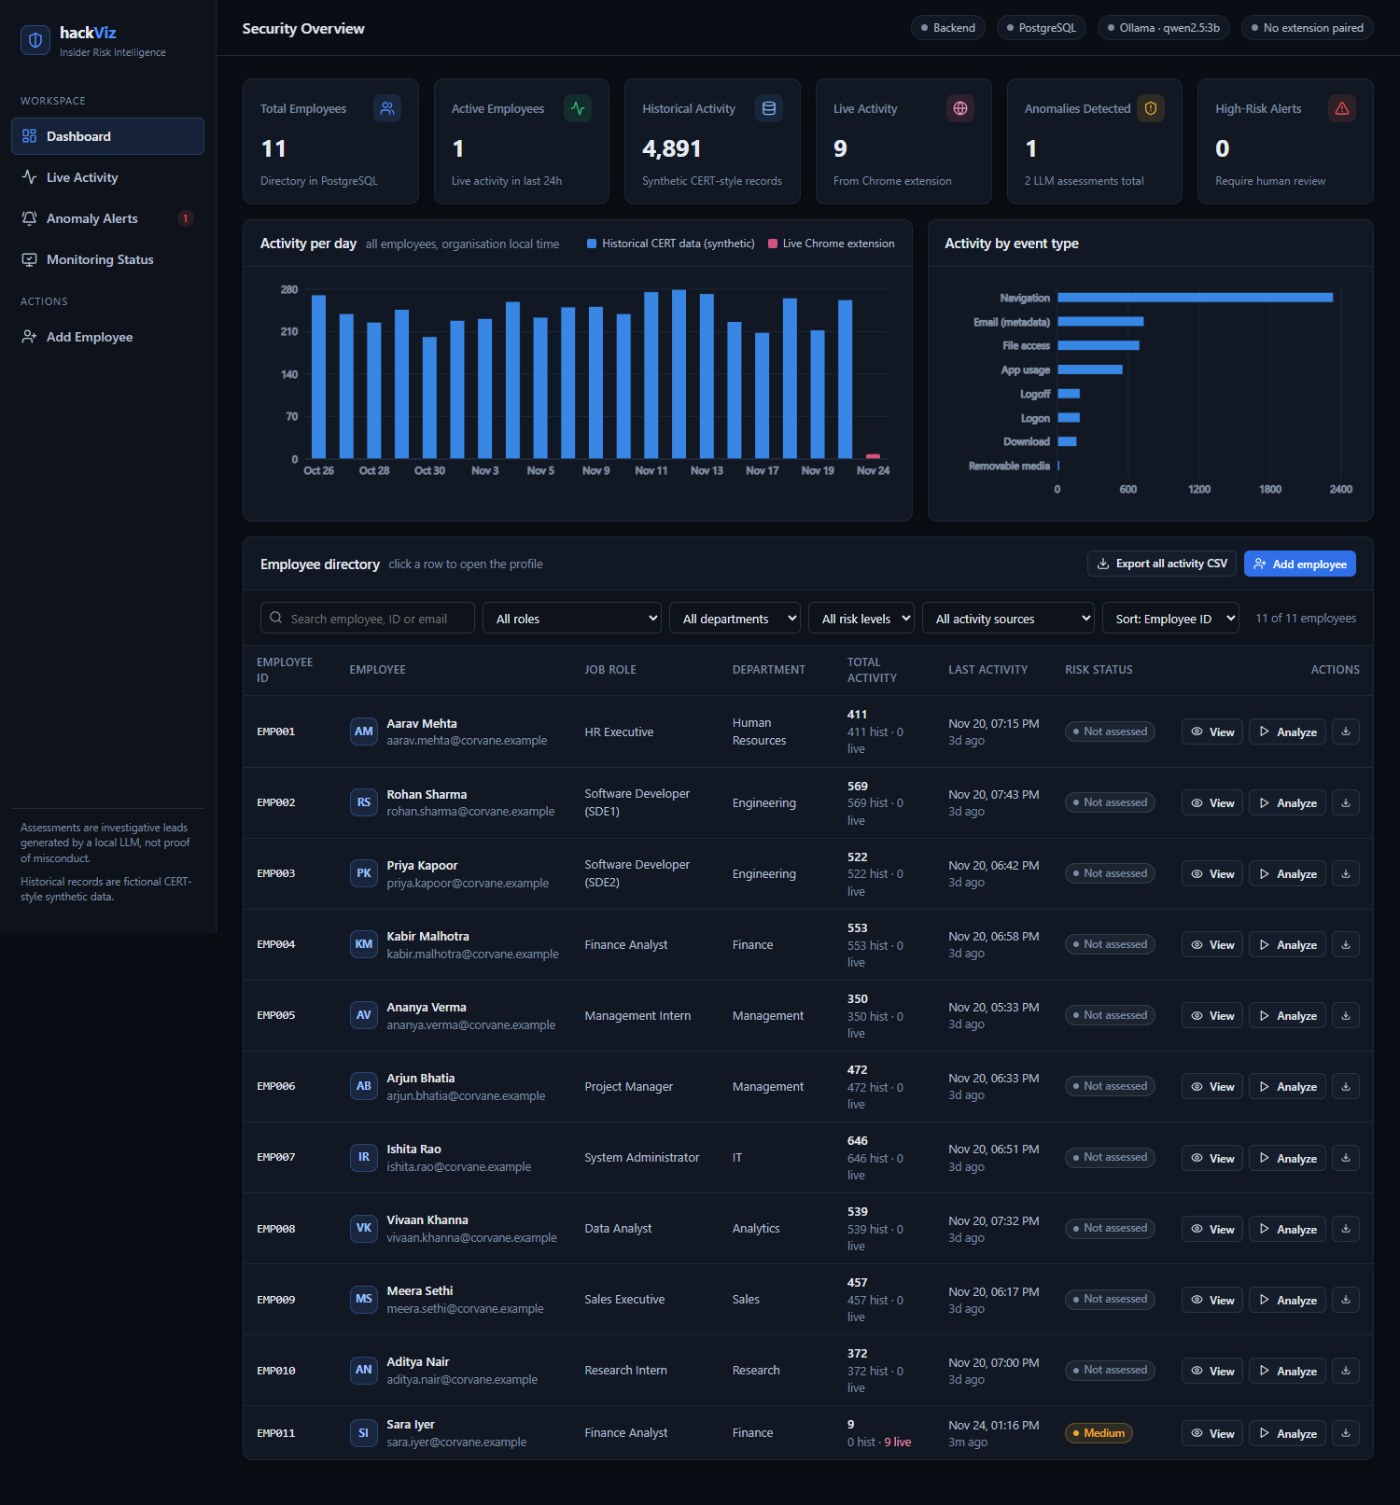 hackViz
Insider Risk Intelligence
WORKSPACE
Dashboard
Live Activity
Anomaly Alerts 1
Monitoring Status
ACTIONS
Add Employee
Assessments are investigative leads
generated by a local LLM, not proof
of misconduct.
Historical records are fictional CERT-
style synthetic data.
Security Overview
Backend
PostgreSQL
Ollama · qwen2.5:3b
No extension paired
Total Employees
11
Directory in PostgreSQL
Active Employees
1
Live activity in last 24h
Historical Activity
4,891
Synthetic CERT-style records
Live Activity
9
From Chrome extension
Anomalies Detected
1
2 LLM assessments total
High-Risk Alerts
0
Require human review
Activity per day all employees, organisation local time
Historical CERT data (synthetic) Live Chrome extension
280
210
140
70
0
Oct 26 Oct 28 Oct 30 Nov 3 Nov 5 Nov 9 Nov 11 Nov 13 Nov 17 Nov 19 Nov 24
Activity by event type
Navigation
Email (metadata)
File access
App usage
Logoff
Logon
Download
Removable media
0 600 1200 1800 2400
Employee directory click a row to open the profile
Export all activity CSV
Add employee
Search employee, ID or email
All roles
All departments
All risk levels
All activity sources
Sort: Employee ID
11 of 11 employees
EMPLOYEE
ID
EMPLOYEE
JOB ROLE
DEPARTMENT
TOTAL
ACTIVITY
LAST ACTIVITY
RISK STATUS
ACTIONS
EMP001
AM
Aarav Mehta
aarav.mehta@corvane.example
HR Executive
Human
Resources
411
411 hist · 0
live
Nov 20, 07:15 PM
3d ago
Not assessed
View
Analyze
EMP002
RS
Rohan Sharma
rohan.sharma@corvane.example
Software Developer
(SDE1)
Engineering
569
569 hist · 0
live
Nov 20, 07:43 PM
3d ago
Not assessed
View
Analyze
EMP003
PK
Priya Kapoor
priya.kapoor@corvane.example
Software Developer
(SDE2)
Engineering
522
522 hist · 0
live
Nov 20, 06:42 PM
3d ago
Not assessed
View
Analyze
EMP004
KM
Kabir Malhotra
kabir.malhotra@corvane.example
Finance Analyst
Finance
553
553 hist · 0
live
Nov 20, 06:58 PM
3d ago
Not assessed
View
Analyze
EMP005
AV
Ananya Verma
ananya.verma@corvane.example
Management Intern
Management
350
350 hist · 0
live
Nov 20, 05:33 PM
3d ago
Not assessed
View
Analyze
EMP006
AB
Arjun Bhatia
arjun.bhatia@corvane.example
Project Manager
Management
472
472 hist · 0
live
Nov 20, 06:33 PM
3d ago
Not assessed
View
Analyze
EMP007
IR
Ishita Rao
ishita.rao@corvane.example
System Administrator
IT
646
646 hist · 0
live
Nov 20, 06:51 PM
3d ago
Not assessed
View
Analyze
EMP008
VK
Vivaan Khanna
vivaan.khanna@corvane.example
Data Analyst
Analytics
539
539 hist · 0
live
Nov 20, 07:32 PM
3d ago
Not assessed
View
Analyze
EMP009
MS
Meera Sethi
meera.sethi@corvane.example
Sales Executive
Sales
457
457 hist · 0
live
Nov 20, 06:17 PM
3d ago
Not assessed
View
Analyze
EMP010
AN
Aditya Nair
aditya.nair@corvane.example
Research Intern
Research
372
372 hist · 0
live
Nov 20, 07:00 PM
3d ago
Not assessed
View
Analyze
EMP011
SI
Sara Iyer
sara.iyer@corvane.example
Finance Analyst
Finance
9
0 hist · 9 live
Nov 24, 01:16 PM
3m ago
Medium
View
Analyze